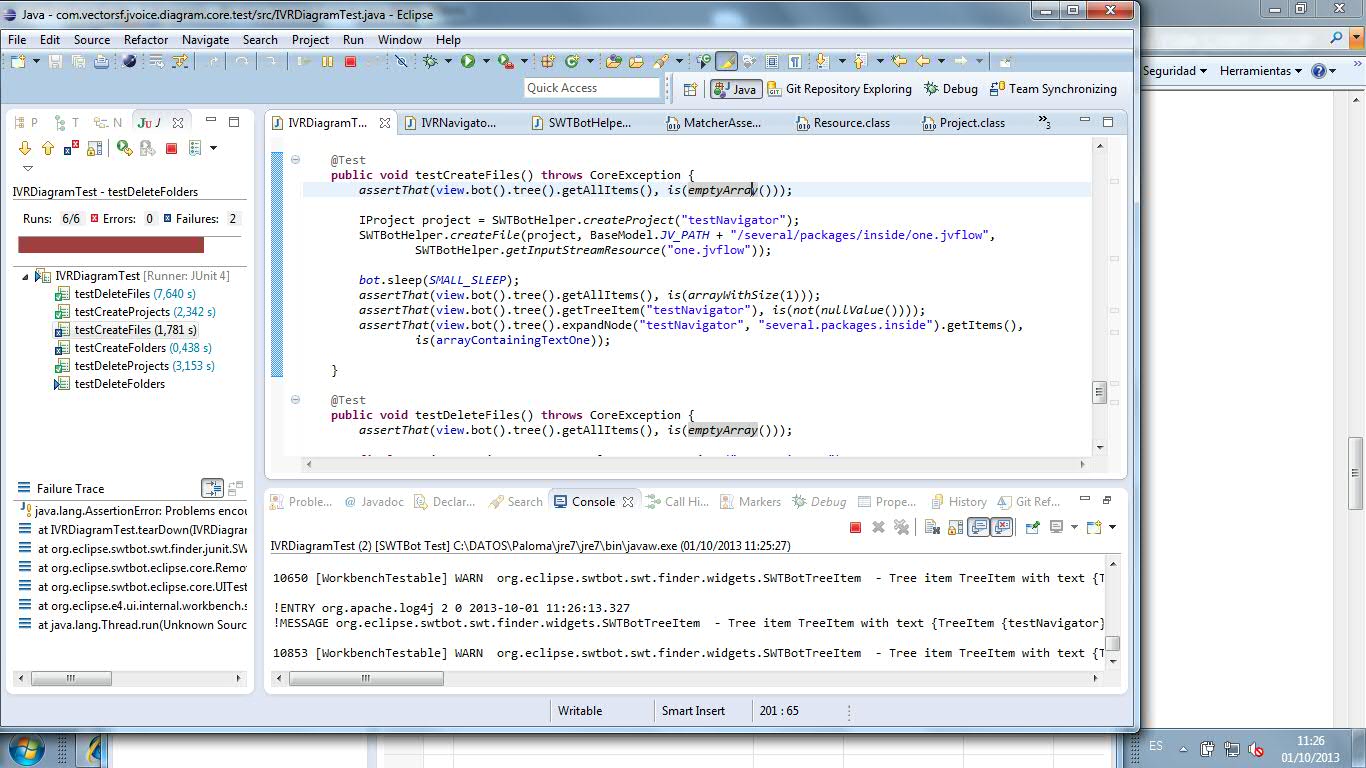 Java - com.vectorsf.jvoice.diagram.core.test/src/IVRDiagramTest.java - Eclipse
File Edit Source Refactor Navigate Search Project Run Window Help
Seguridad Herramientas
Quick Access
Java Git Repository Exploring Debug Team Synchronizing
P T N Ju J
IVRDiagramT... IVRNavigato... SWTBotHelpe... MatcherAsse... Resource.class Project.class »3
IVRDiagramTest - testDeleteFolders
Runs: 6/6 Errors: 0 Failures: 2
IVRDiagramTest [Runner: JUnit 4]
testDeleteFiles (7,640 s)
testCreateProjects (2,342 s)
testCreateFiles (1,781 s)
testCreateFolders (0,438 s)
testDeleteProjects (3,153 s)
testDeleteFolders
@Test
public void testCreateFiles() throws CoreException {
assertThat(view.bot().tree().getAllItems(), is(emptyArray()));
IProject project = SWTBotHelper.createProject("testNavigator");
SWTBotHelper.createFile(project, BaseModel.JV_PATH + "/several/packages/inside/one.jvflow",
SWTBotHelper.getInputStreamResource("one.jvflow"));
bot.sleep(SMALL_SLEEP);
assertThat(view.bot().tree().getAllItems(), is(arrayWithSize(1)));
assertThat(view.bot().tree().getTreeItem("testNavigator"), is(not(nullValue())));
assertThat(view.bot().tree().expandNode("testNavigator", "several.packages.inside").getItems(),
is(arrayContainingTextOne));
}
@Test
public void testDeleteFiles() throws CoreException {
assertThat(view.bot().tree().getAllItems(), is(emptyArray()));
Failure Trace
java.lang.AssertionError: Problems encou
at IVRDiagramTest.tearDown(IVRDiagrar
at org.eclipse.swtbot.swt.finder.junit.SW
at org.eclipse.swtbot.eclipse.core.Remo
at org.eclipse.swtbot.eclipse.core.UITest
at org.eclipse.e4.ui.internal.workbench.s
at java.lang.Thread.run(Unknown Sourc
Proble... Javadoc Declar... Search Console Call Hi... Markers Debug Prope... History Git Ref...
IVRDiagramTest (2) [SWTBot Test] C:\DATOS\Paloma\jre7\jre7\bin\javaw.exe (01/10/2013 11:25:27)
10650 [WorkbenchTestable] WARN org.eclipse.swtbot.swt.finder.widgets.SWTBotTreeItem - Tree item TreeItem with text {T
!ENTRY org.apache.log4j 2 0 2013-10-01 11:26:13.327
!MESSAGE org.eclipse.swtbot.swt.finder.widgets.SWTBotTreeItem - Tree item TreeItem with text {TreeItem {testNavigator}
10853 [WorkbenchTestable] WARN org.eclipse.swtbot.swt.finder.widgets.SWTBotTreeItem - Tree item TreeItem with text {T
Writable Smart Insert 201 : 65
ES 11:26
01/10/2013